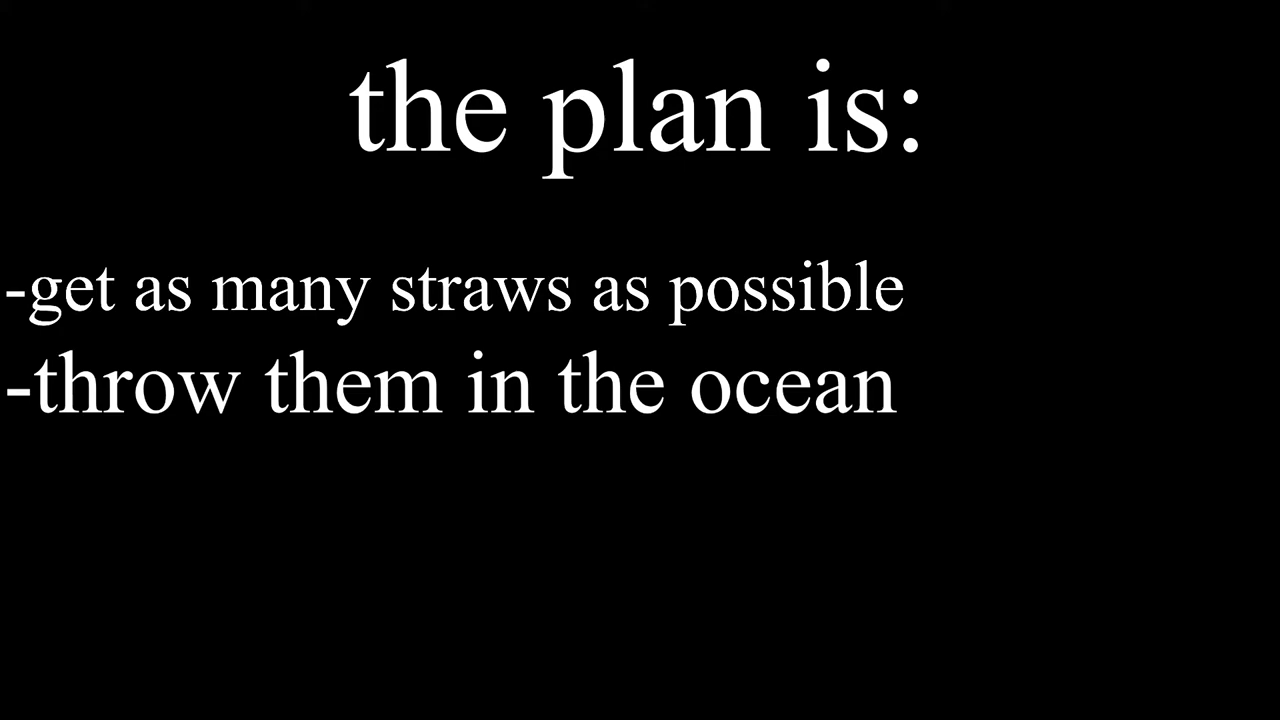 the plan is:
-get as many straws as possible
-throw them in the ocean